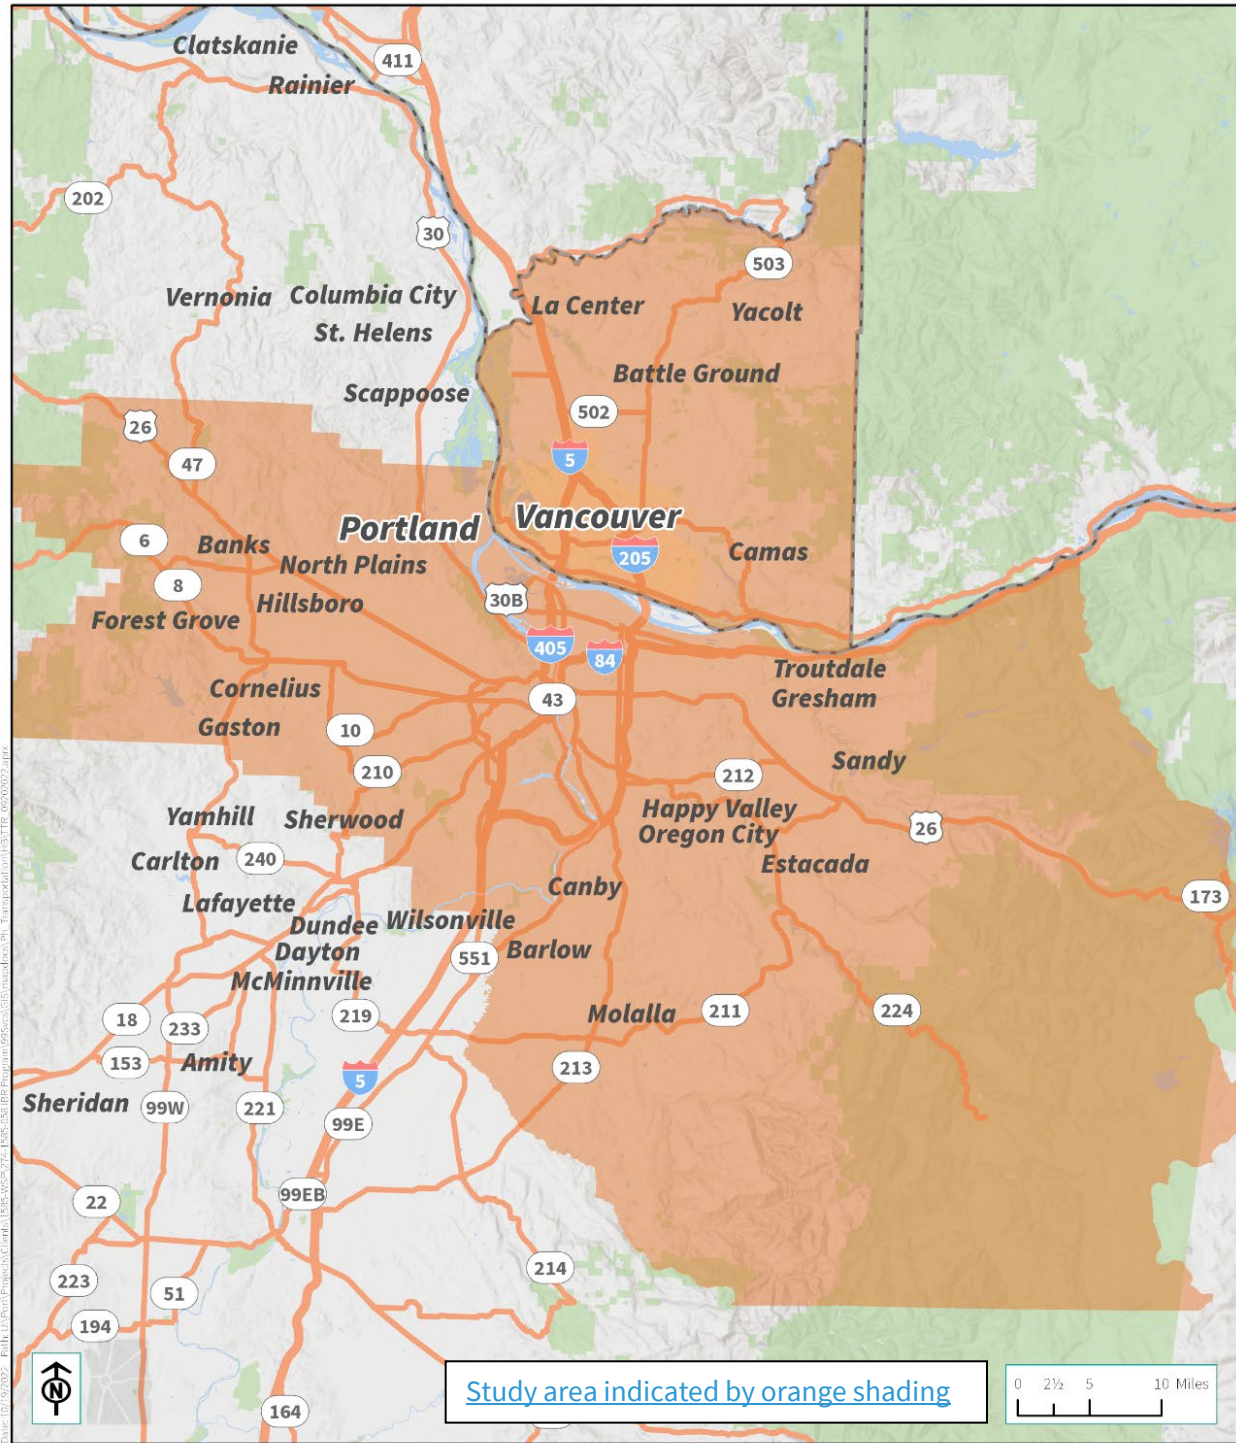 Clatskanie
411
Rainier
202
30
503
Vernonia
Columbia City
La Center
Yacolt
St. Helens
Battle Ground
Scappoose
502
26
5
47
Portland
Vancouver
6
Banks
205
Camas
North Plains
8
30B
Hillsboro
Forest Grove
405
84
Troutdale
Cornelius
43
Gresham
Gaston
10
Sandy
210
212
Yamhill
Sherwood
Happy Valley
26
Oregon City
Carlton
240
Estacada
Canby
173
Lafayette
Dundee
Wilsonville
Dayton
551
Barlow
McMinnville
18
233
219
Molalla
211
224
153
Amity
5
213
Sheridan
99W
221
99E
22
99EB
223
51
214
194
N
Study area indicated by orange shading
0 2½ 5 10 Miles
164